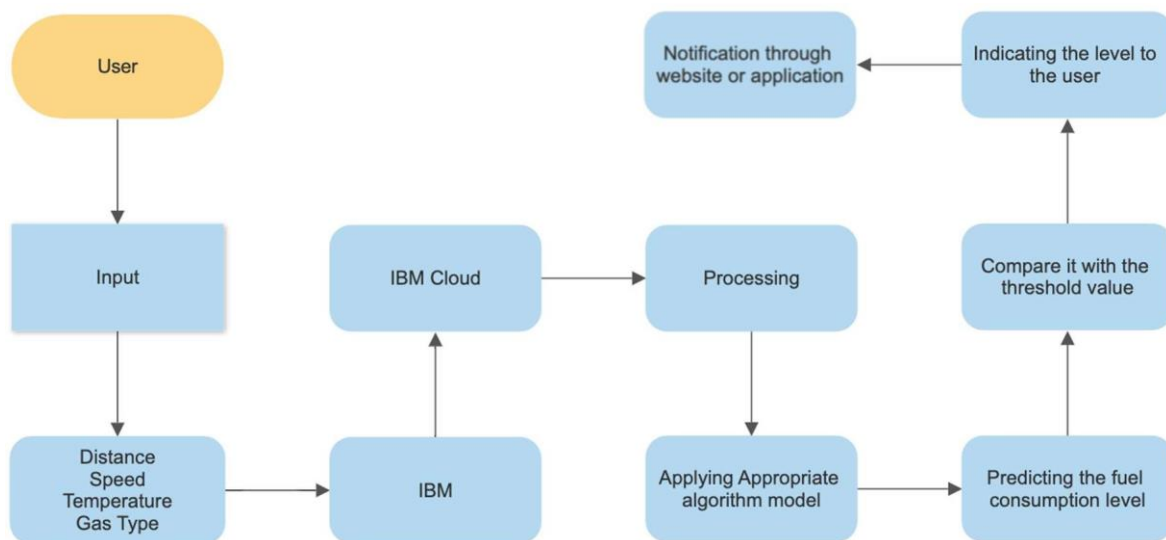 User
Input
Distance
Speed
Temperature
Gas Type
IBM
IBM Cloud
Processing
Applying Appropriate
algorithm model
Predicting the fuel
consumption level
Compare it with the
threshold value
Indicating the level to
the user
Notification through
website or application